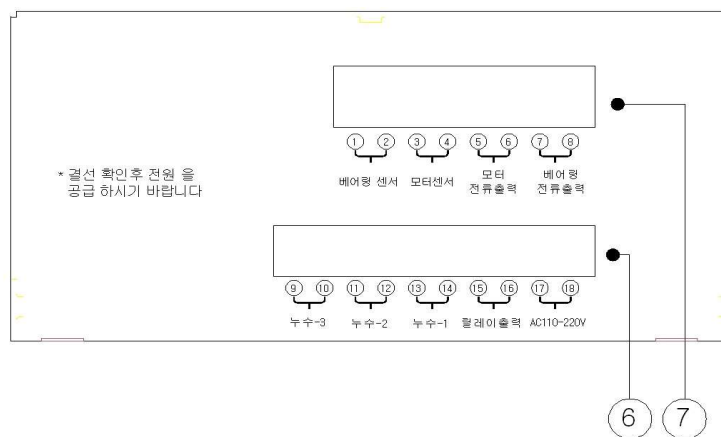 ① ② ③ ④ ⑤ ⑥ ⑦ ⑧
베어링 센서 모터센서 모터 전류출력 베어링 전류출력
* 결선 확인후 전원 을
공급 하시기 바랍니다
⑨ ⑩ ⑪ ⑫ ⑬ ⑭ ⑮ ⑯ ⑰ ⑱
누수-3 누수-2 누수-1 릴레이출력 AC110-220V
6 7